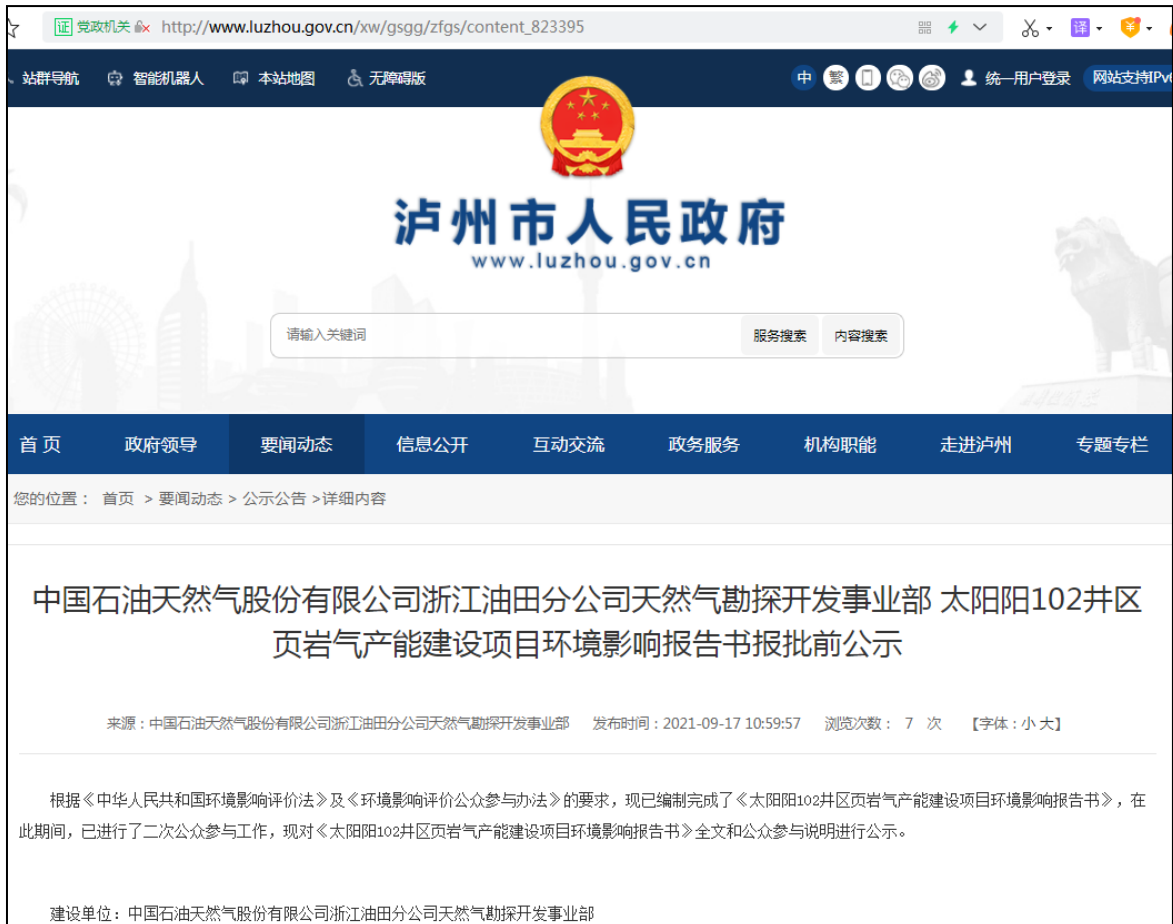 证 党政机关 http://www.luzhou.gov.cn/xw/gsgg/zfgs/content_823395 译
站群导航 智能机器人 本站地图 无障碍版 中 繁 统一用户登录 网站支持IPv6
泸州市人民政府
www.luzhou.gov.cn
请输入关键词 服务搜索 内容搜索
首 页 政府领导 要闻动态 信息公开 互动交流 政务服务 机构职能 走进泸州 专题专栏
您的位置： 首页 > 要闻动态 > 公示公告 >详细内容
中国石油天然气股份有限公司浙江油田分公司天然气勘探开发事业部 太阳阳102井区
页岩气产能建设项目环境影响报告书报批前公示
来源：中国石油天然气股份有限公司浙江油田分公司天然气勘探开发事业部 发布时间：2021-09-17 10:59:57 浏览次数： 7 次 【字体：小 大】
根据《中华人民共和国环境影响评价法》及《环境影响评价公众参与办法》的要求，现已编制完成了《太阳阳102井区页岩气产能建设项目环境影响报告书》，在
此期间，已进行了二次公众参与工作，现对《太阳阳102井区页岩气产能建设项目环境影响报告书》全文和公众参与说明进行公示。
建设单位：中国石油天然气股份有限公司浙江油田分公司天然气勘探开发事业部